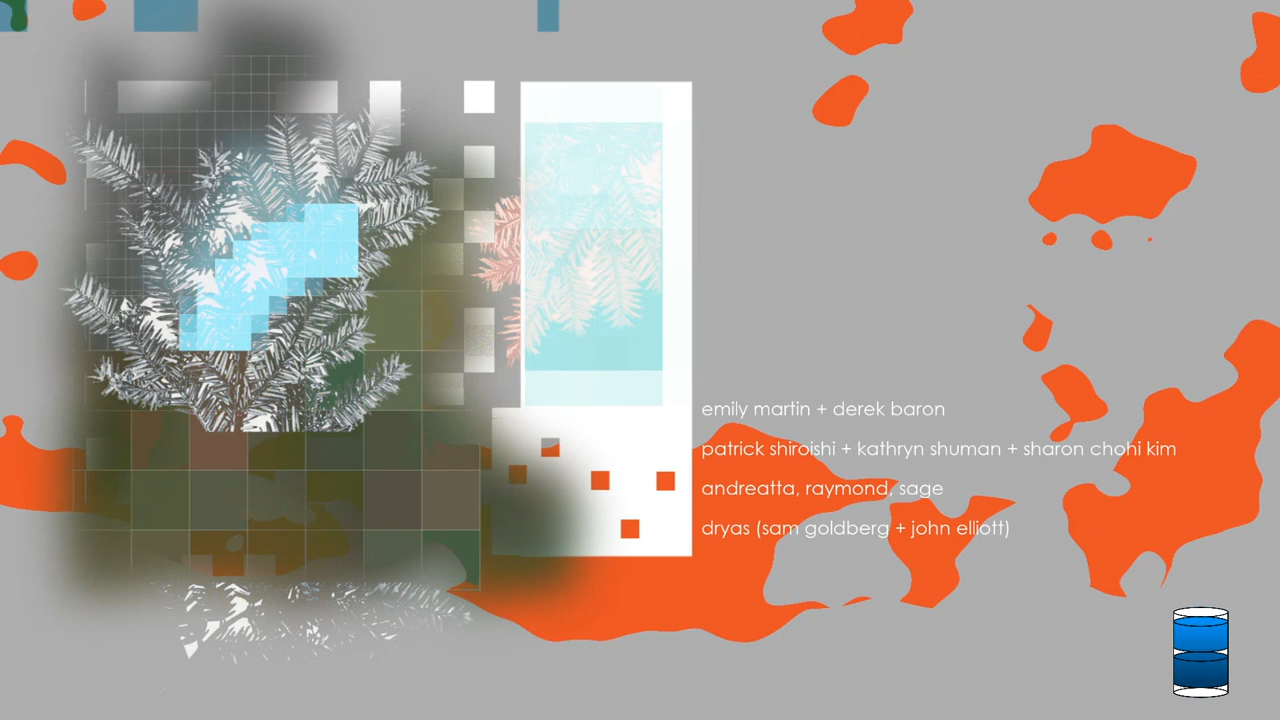 emily martin + derek baron
patrick shiroishi + kathryn shuman + sharon chohi kim
andreatta, raymond, sage
dryas (sam goldberg + john elliott)